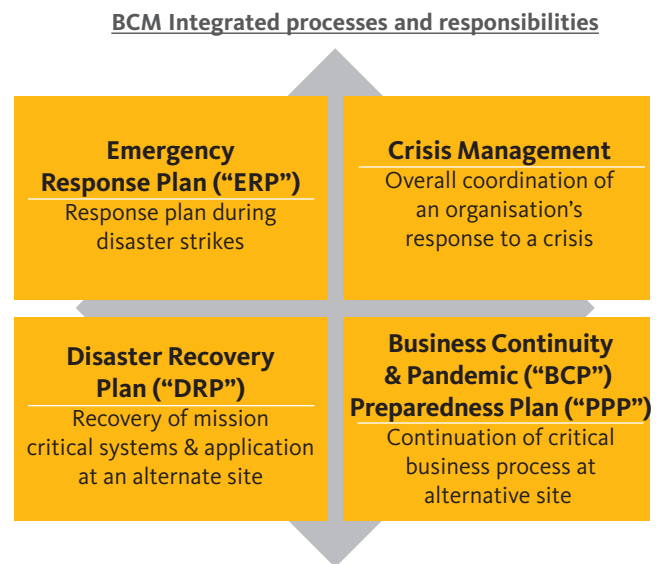 BCM Integrated processes and responsibilities
Emergency
Response Plan (“ERP”)
Response plan during
disaster strikes
Crisis Management
Overall coordination of
an organisation’s
response to a crisis
Disaster Recovery
Plan (“DRP”)
Recovery of mission
critical systems & application
at an alternate site
Business Continuity
& Pandemic (“BCP”)
Preparedness Plan (“PPP”)
Continuation of critical
business process at
alternative site